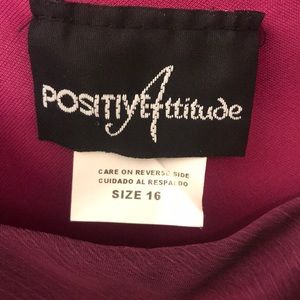 POSITIVE Attitude
CARE ON REVERSE SIDE
CUIDADO AL RESPALDO
SIZE 16